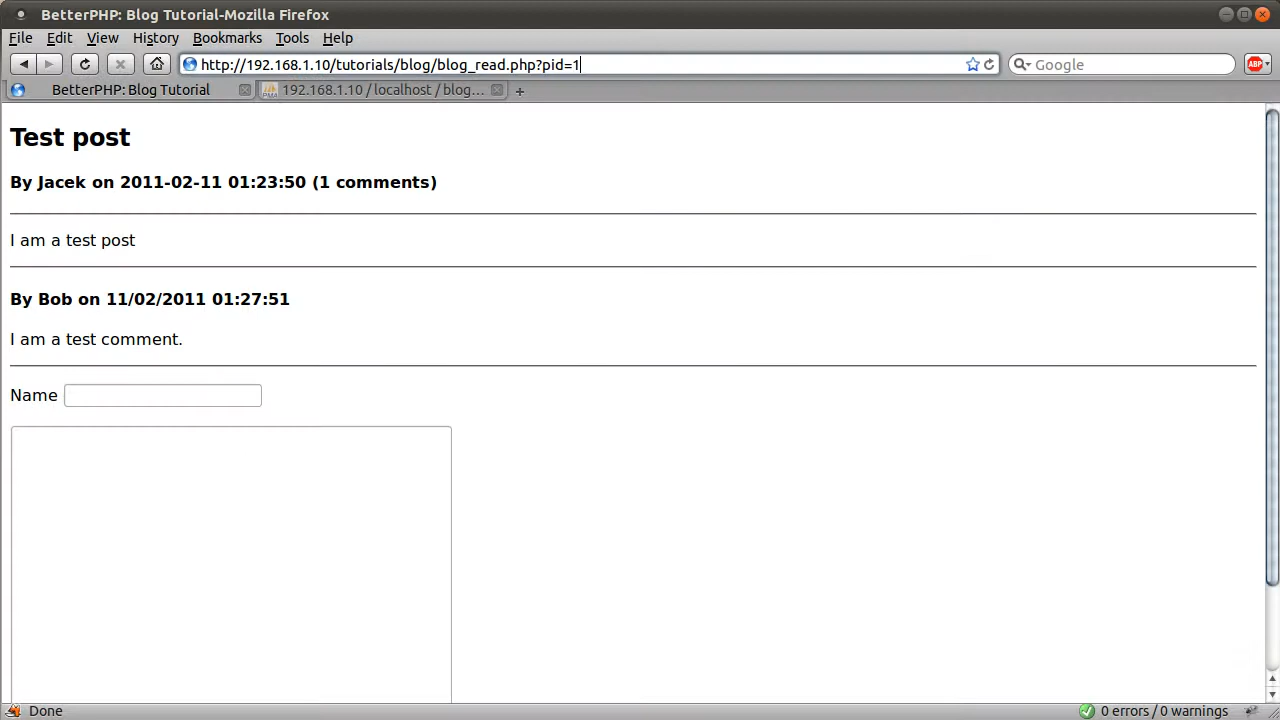 BetterPHP: Blog Tutorial-Mozilla Firefox
File Edit View History Bookmarks Tools Help
http://192.168.1.10/tutorials/blog/blog_read.php?pid=1 Google ABP
BetterPHP: Blog Tutorial 192.168.1.10 / localhost / blog...
Test post
By Jacek on 2011-02-11 01:23:50 (1 comments)
I am a test post
By Bob on 11/02/2011 01:27:51
I am a test comment.
Name
Done 0 errors / 0 warnings